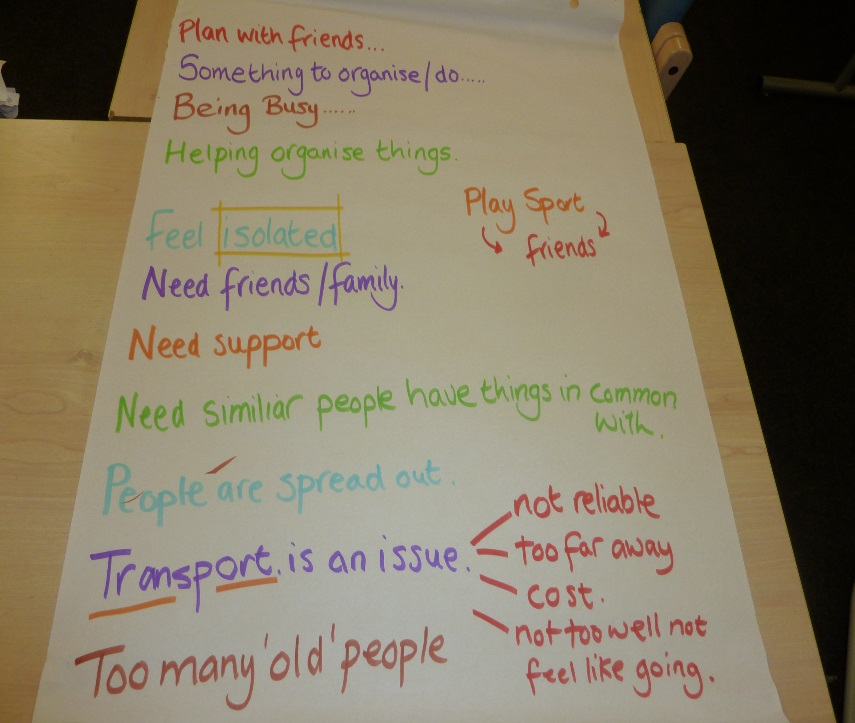 Plan with friends...
Something to organise/do.....
Being Busy......
Helping organise things.
Play Sport
friends
Feel isolated
Need friends/family.
Need support
Need similiar people have things in common
with.
People are spread out.
Transport. is an issue.
not reliable
too far away
cost.
not too well not
feel like going.
Too many 'old' people